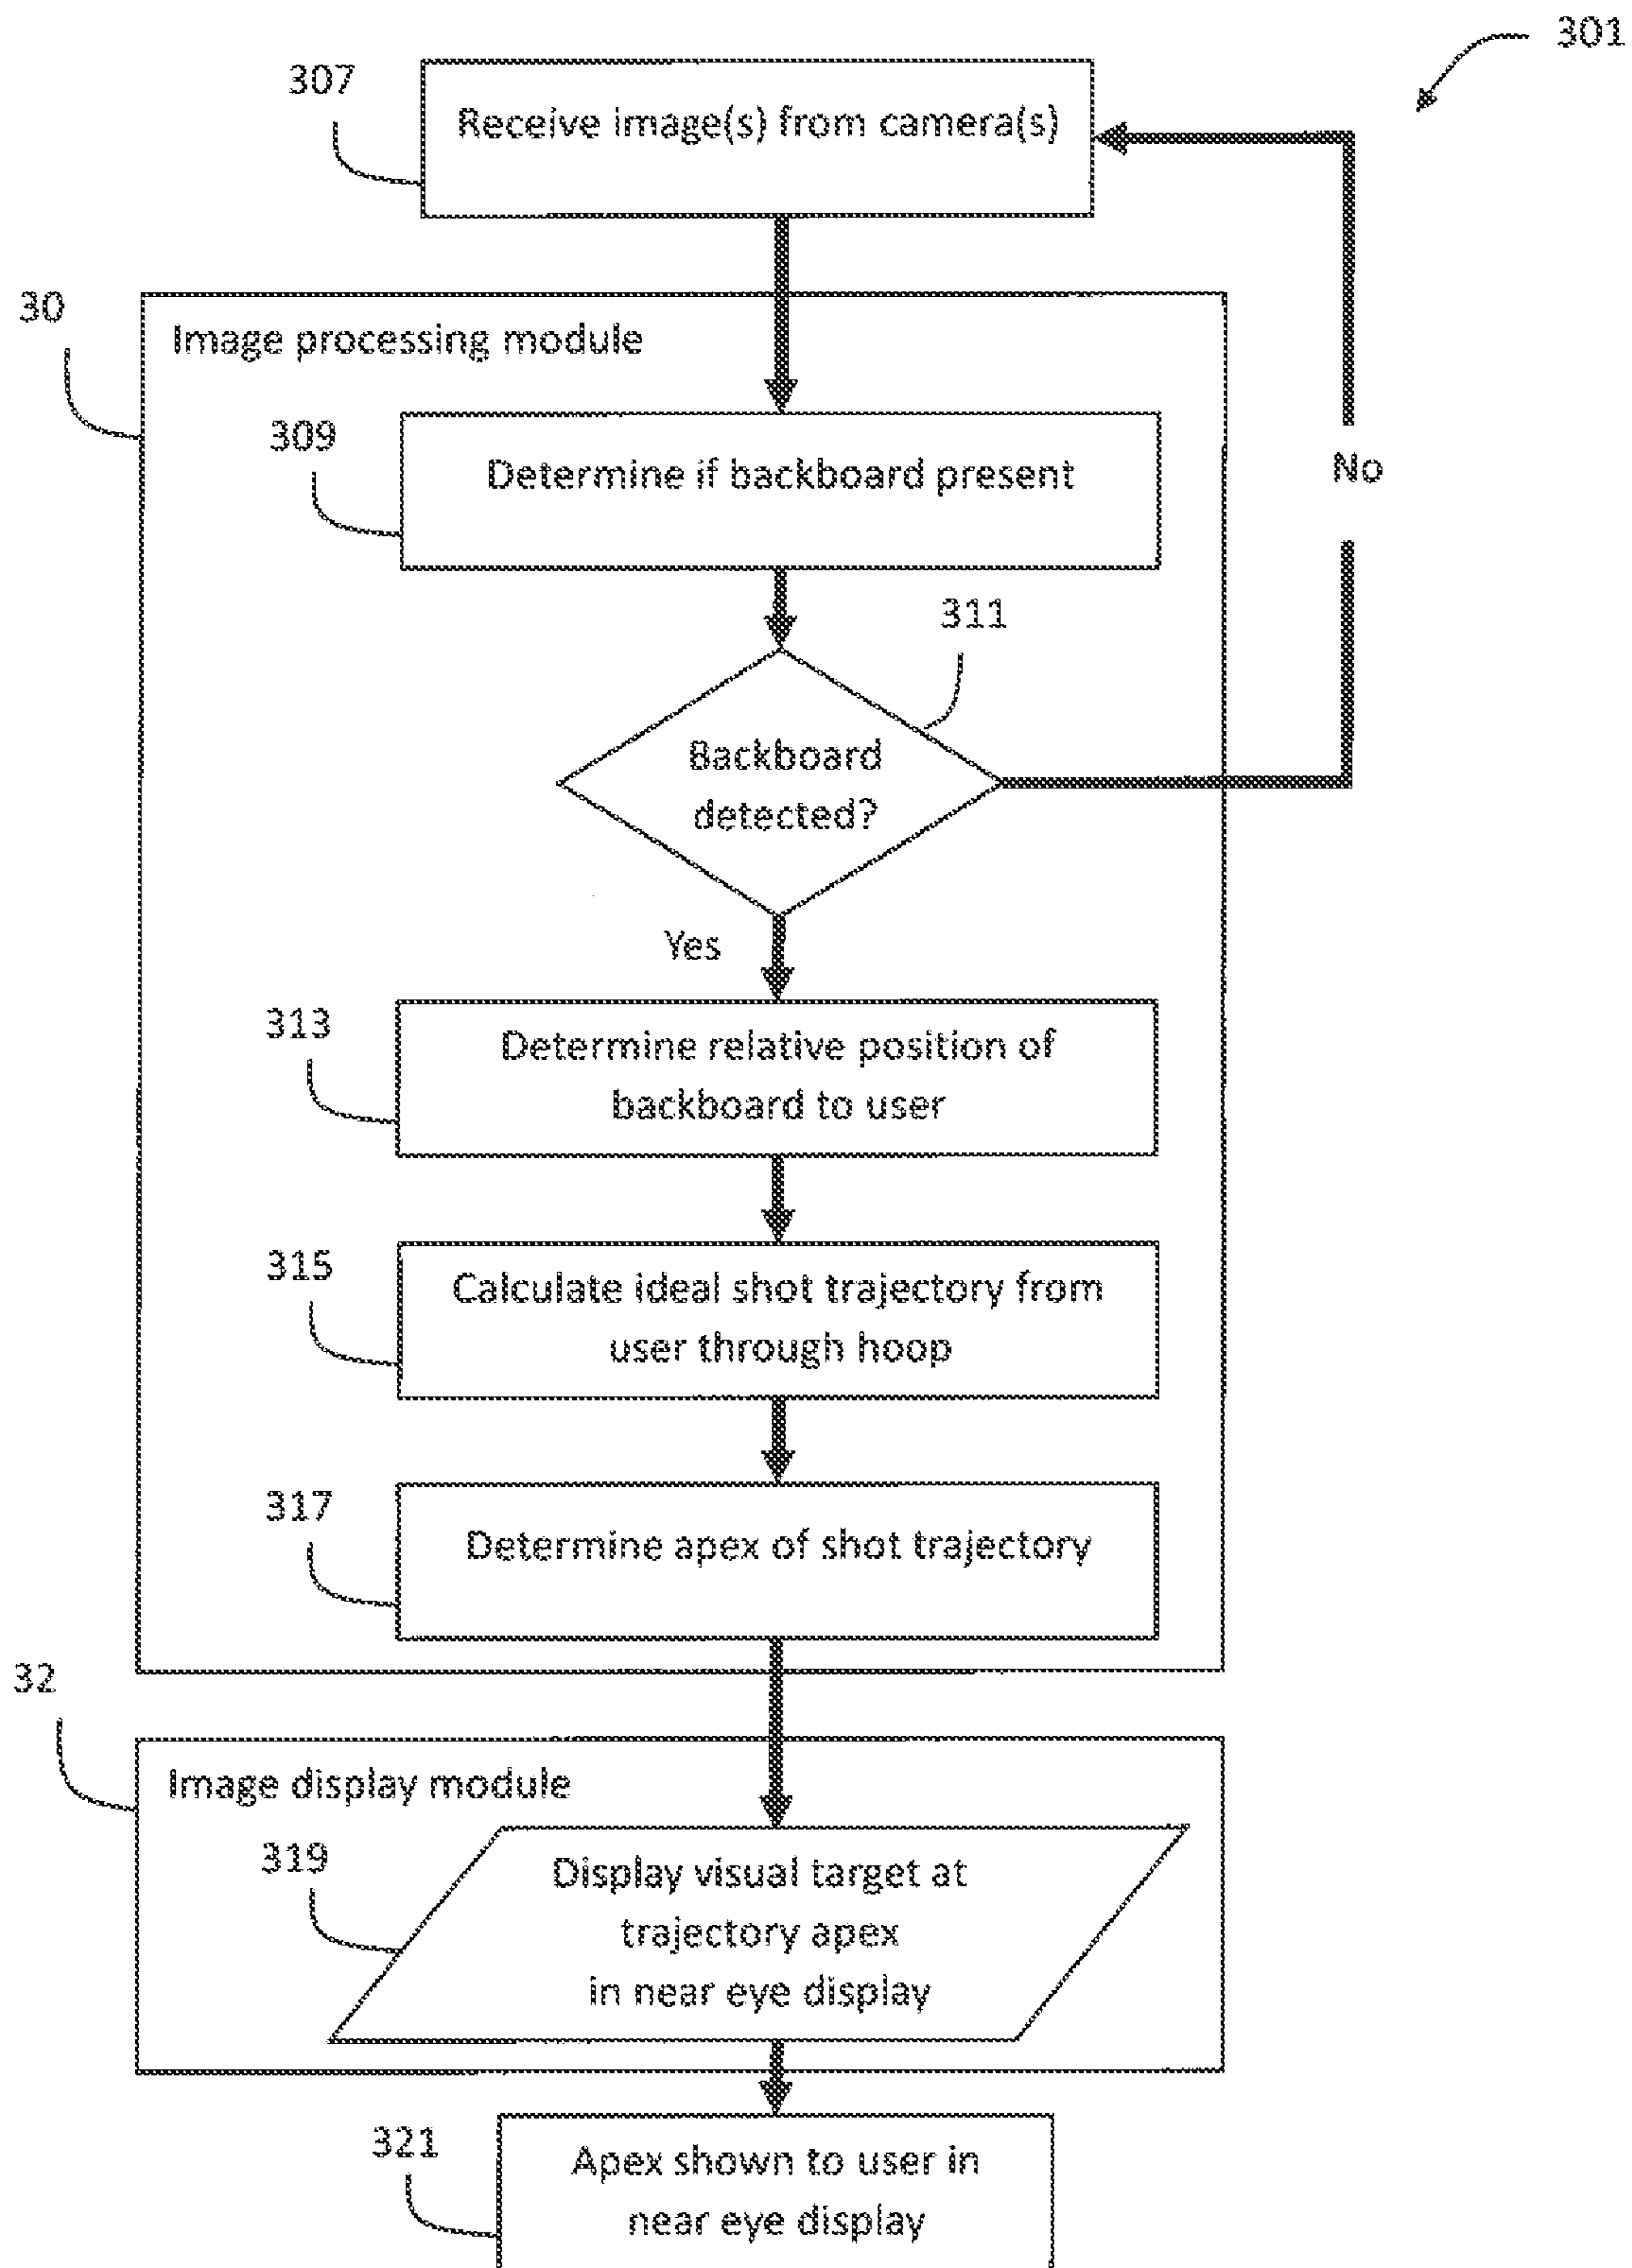 301
307
Receive image(s) from camera(s)
30
Image processing module
309
Determine if backboard present
No
311
Backboard
detected?
Yes
313
Determine relative position of
backboard to user
315
Calculate ideal shot trajectory from
user through hoop
317
Determine apex of shot trajectory
32
Image display module
319
Display visual target at
trajectory apex
in near eye display
321
Apex shown to user in
near eye display